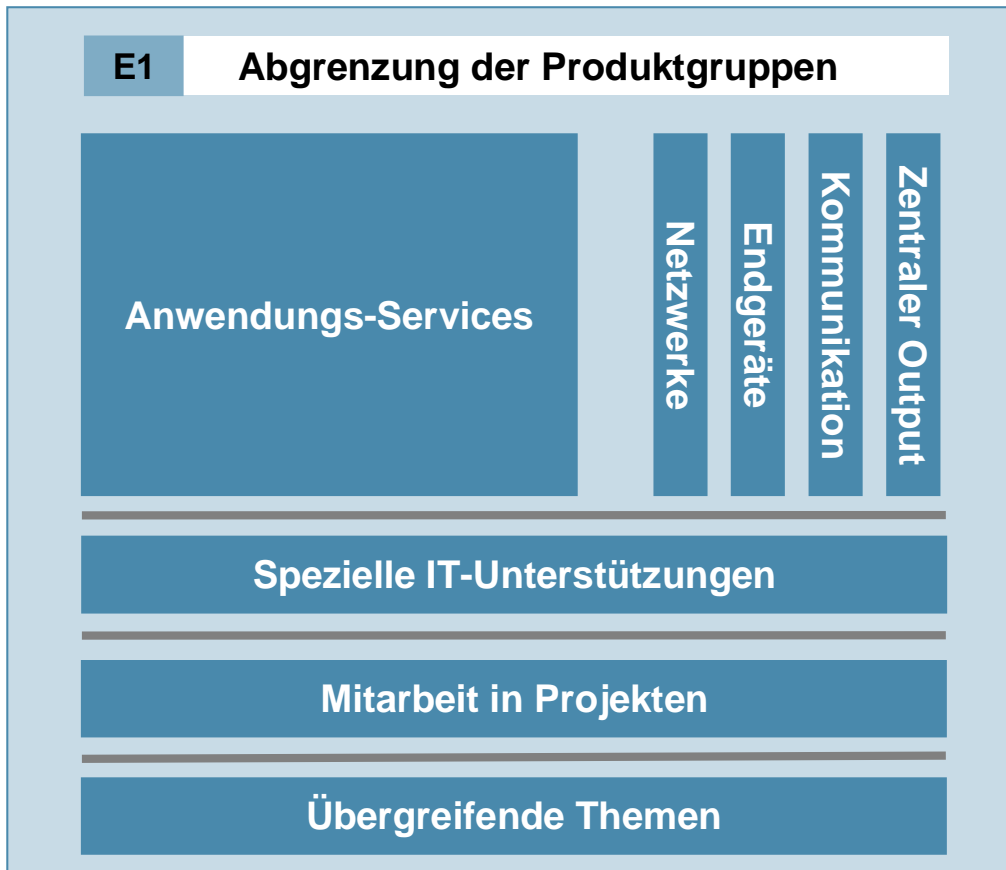 E1 Abgrenzung der Produktgruppen
Anwendungs-Services
Netzwerke
Endgeräte
Kommunikation
Zentraler Output
Spezielle IT-Unterstützungen
Mitarbeit in Projekten
Übergreifende Themen